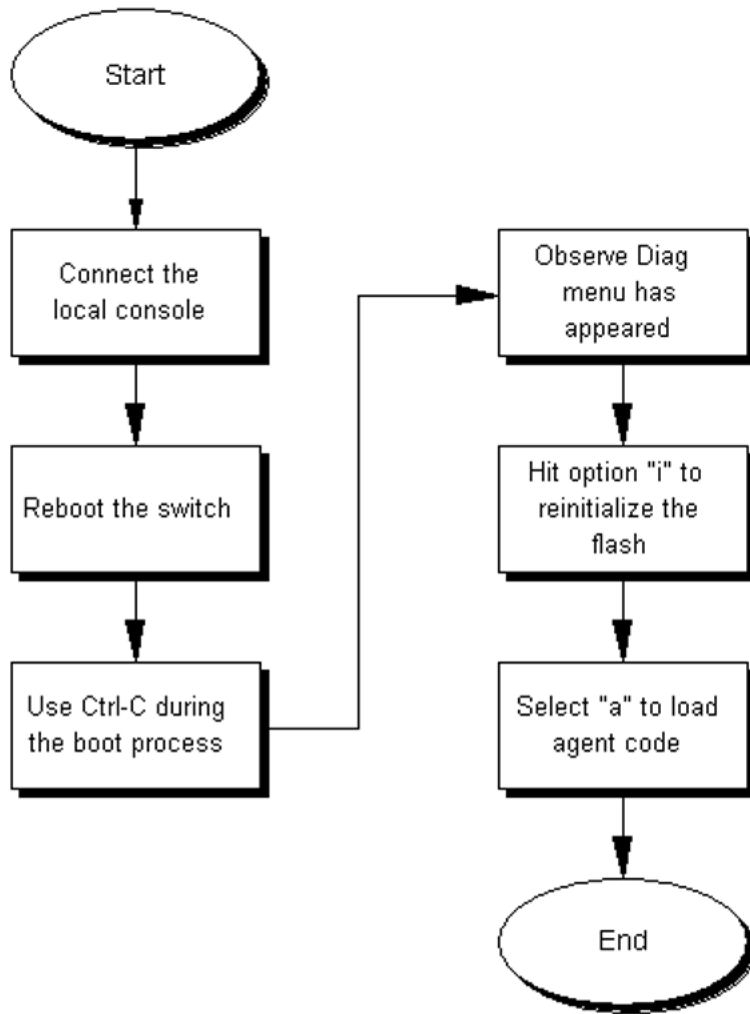 Start
Connect the
local console
Reboot the switch
Use Ctrl-C during
the boot process
Observe Diag
menu has
appeared
Hit option "i" to
reinitialize the
flash
Select "a" to load
agent code
End